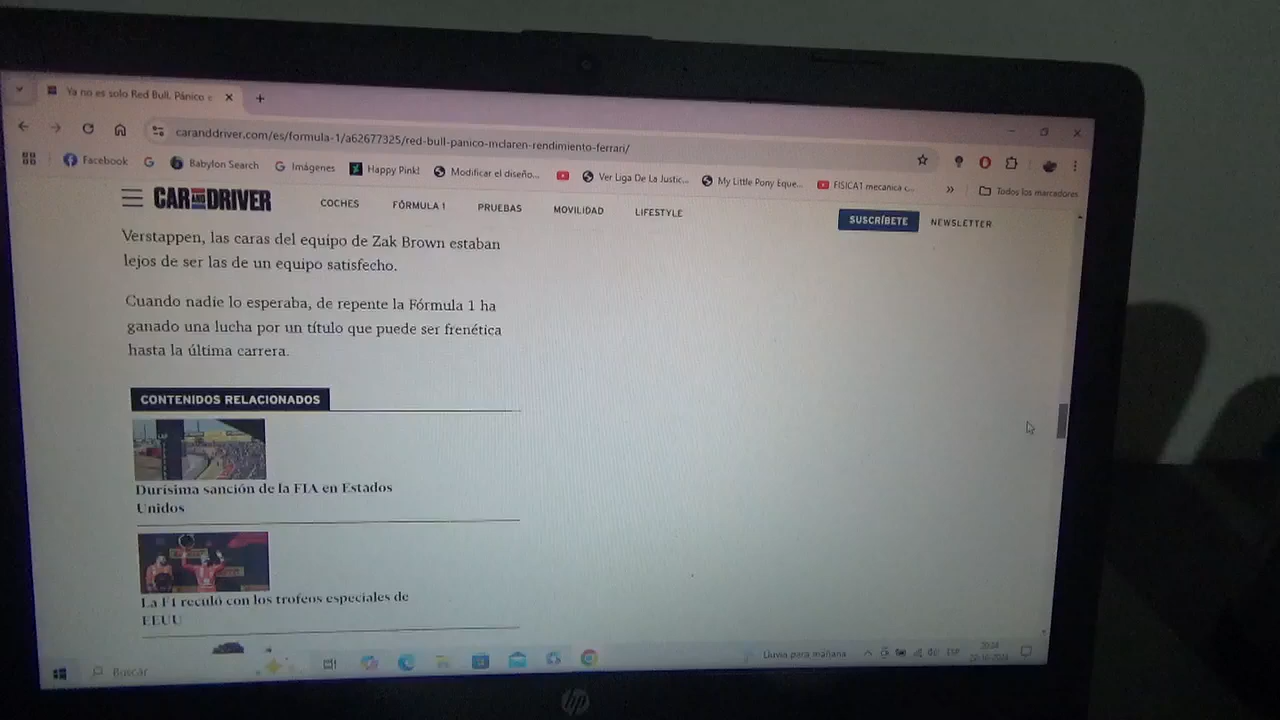 Ya no es solo Red Bull. Pánico e
caranddriver.com/es/formula-1/a62677325/red-bull-panico-mclaren-rendimiento-ferrari/
Facebook
Babylon Search
Imágenes
Happy Pink!
Modificar el diseño...
Ver Liga De La Justic...
My Little Pony Eque...
FISICA1 mecanica c...
»
Todos los marcadores
CAR AND DRIVER
COCHES
FÓRMULA 1
PRUEBAS
MOVILIDAD
LIFESTYLE
SUSCRÍBETE
NEWSLETTER
Verstappen, las caras del equipo de Zak Brown estaban
lejos de ser las de un equipo satisfecho.
Cuando nadie lo esperaba, de repente la Fórmula 1 ha
ganado una lucha por un título que puede ser frenética
hasta la última carrera.
CONTENIDOS RELACIONADOS
Durísima sanción de la FIA en Estados
Unidos
La F1 reculó con los trofeos especiales de
EEUU
Buscar
Lluvia para mañana
ESP
hp